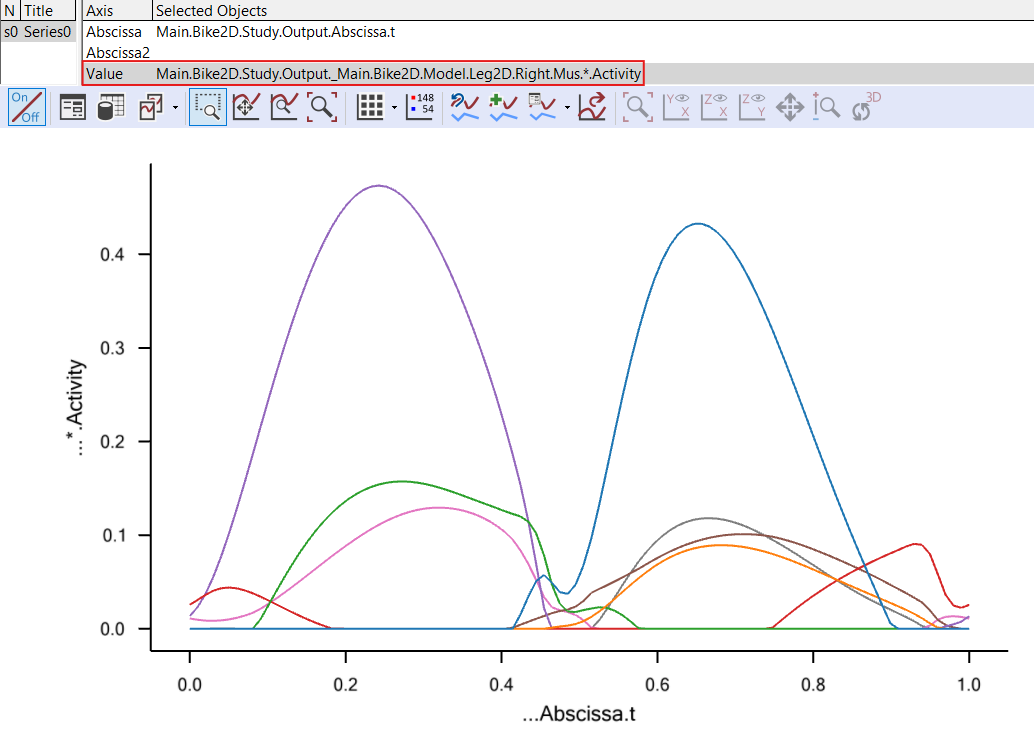 N Title Axis Selected Objects
s0 Series0 Abscissa Main.Bike2D.Study.Output.Abscissa.t
Abscissa2
Value Main.Bike2D.Study.Output._Main.Bike2D.Model.Leg2D.Right.Mus.*.Activity
On Off 148 54 Y X Z X Z Y 3D
0.4
0.3
0.2
0.1
0.0
...*.Activity
0.0 0.2 0.4 0.6 0.8 1.0
...Abscissa.t